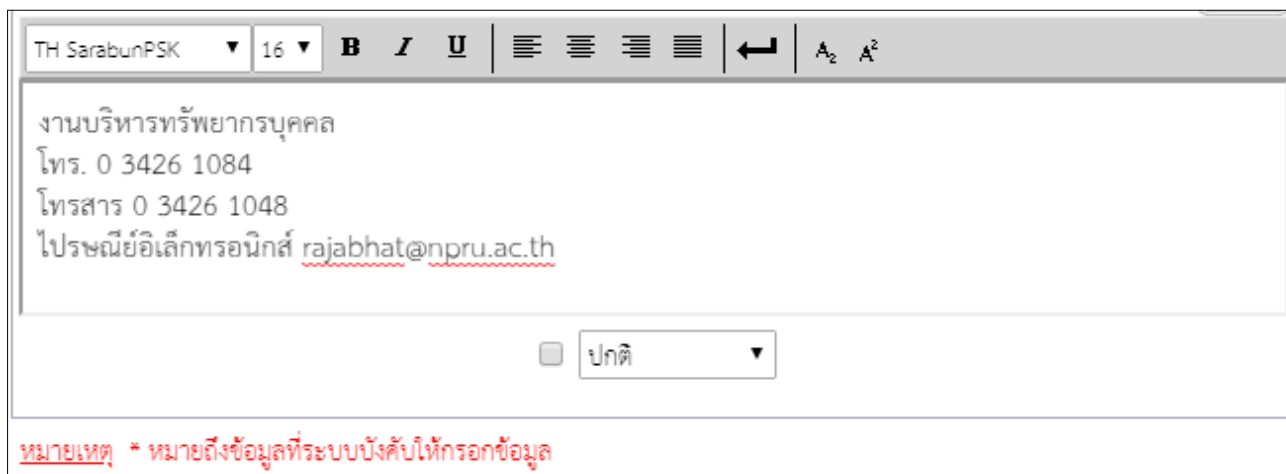 TH SarabunPSK 16 B I U A₂ A²
งานบริหารทรัพยากรบุคคล
โทร. 0 3426 1084
โทรสาร 0 3426 1048
ไปรษณีย์อิเล็กทรอนิกส์ rajabhat@npru.ac.th
ปกติ
หมายเหตุ * หมายถึงข้อมูลที่ระบบบังคับให้กรอกข้อมูล